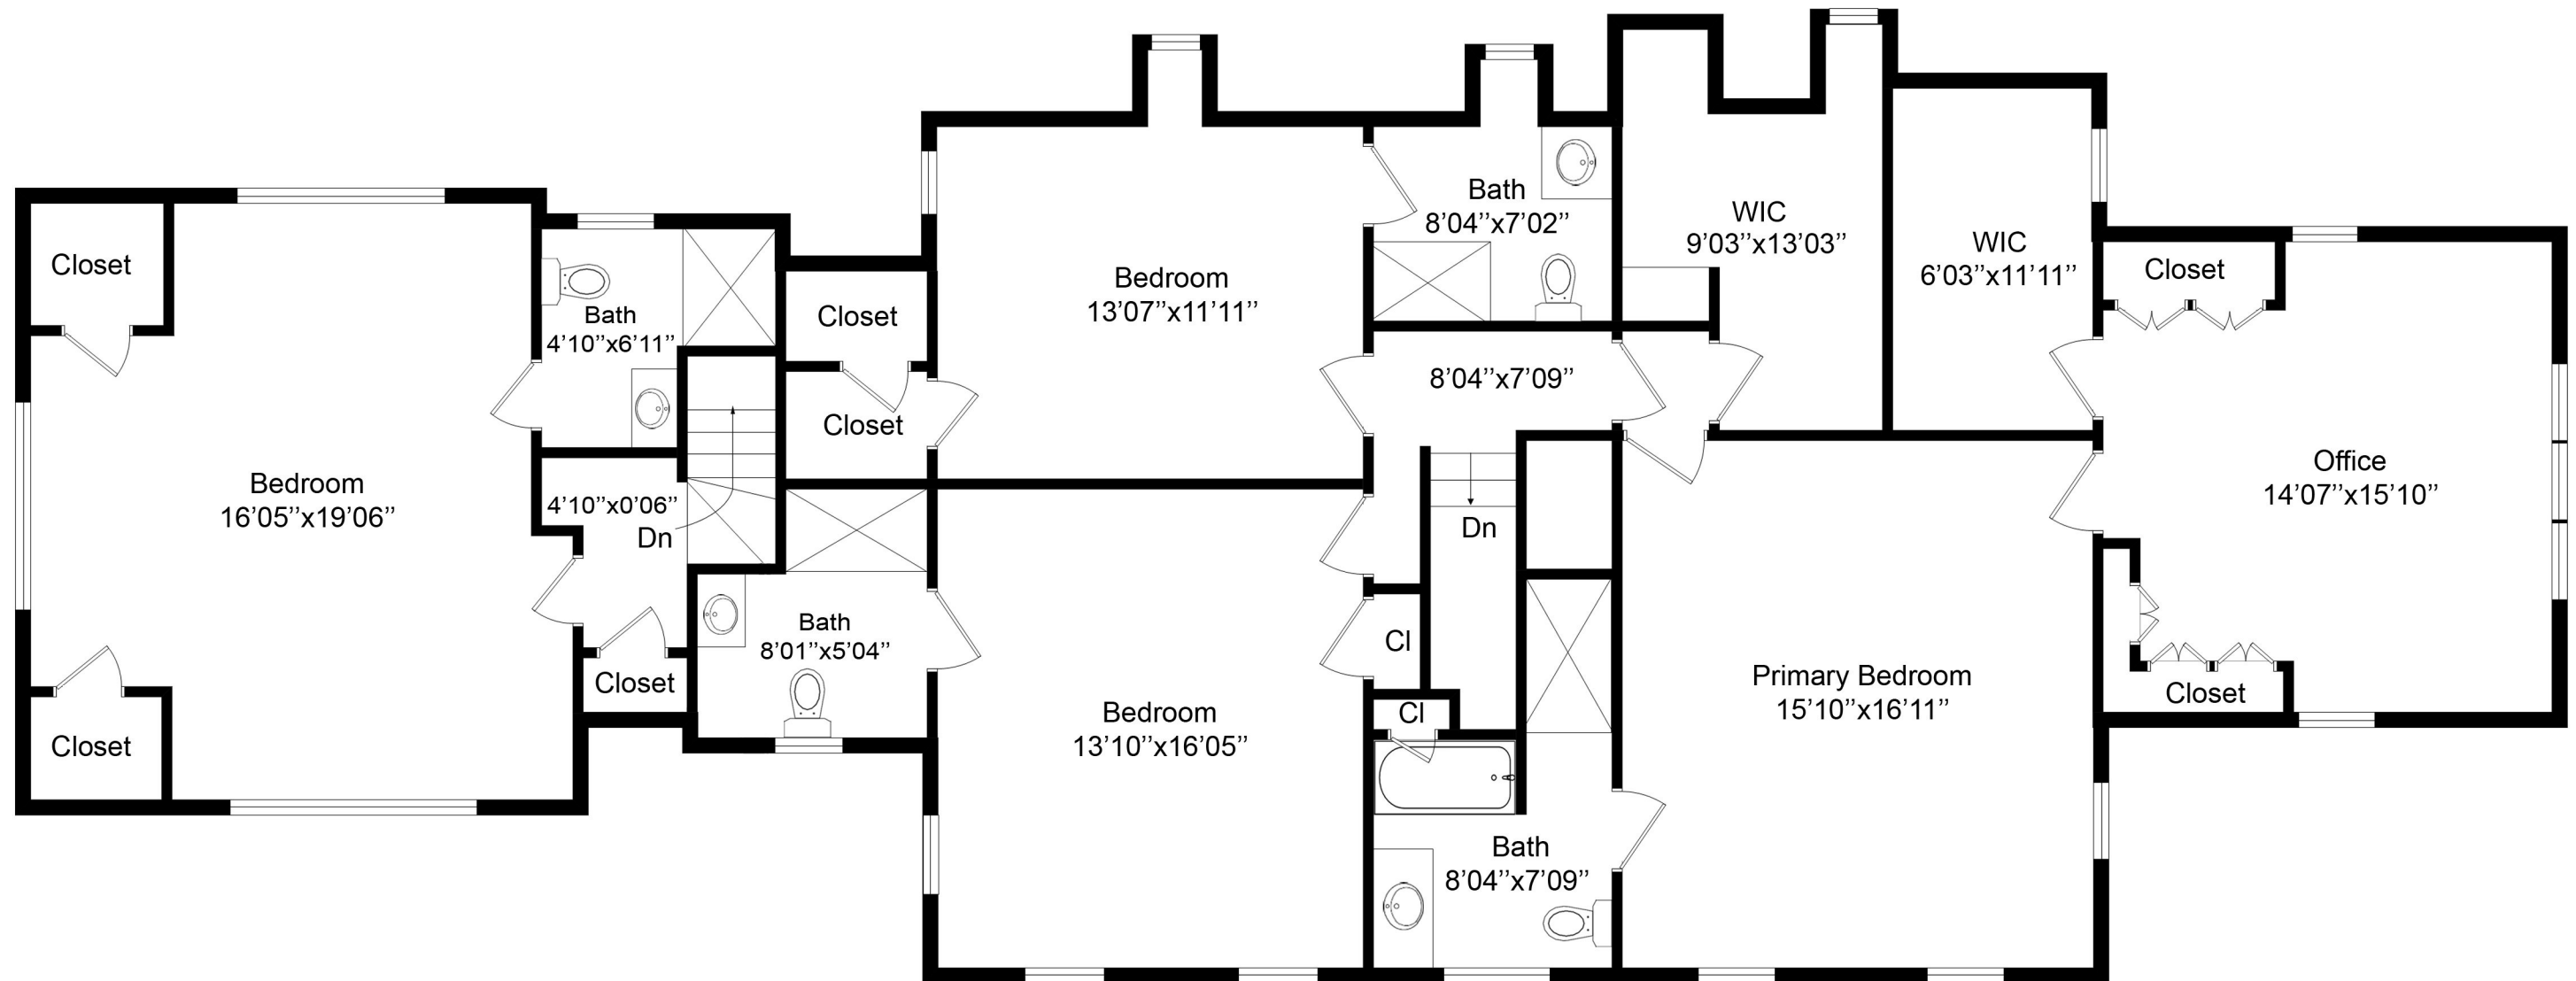 Closet
Bedroom
16’05’’x19’06’’
Closet
Bath
4’10’’x6’11’’
4’10’’x0’06’’
Dn
Closet
Closet
Closet
Bath
8’01’’x5’04’’
Bedroom
13’07’’x11’11’’
Bedroom
13’10’’x16’05’’
Bath
8’04’’x7’02’’
8’04’’x7’09’’
Dn
Cl
Cl
Bath
8’04’’x7’09’’
WIC
9’03’’x13’03’’
WIC
6’03’’x11’11’’
Primary Bedroom
15’10’’x16’11’’
Closet
Office
14’07’’x15’10’’
Closet